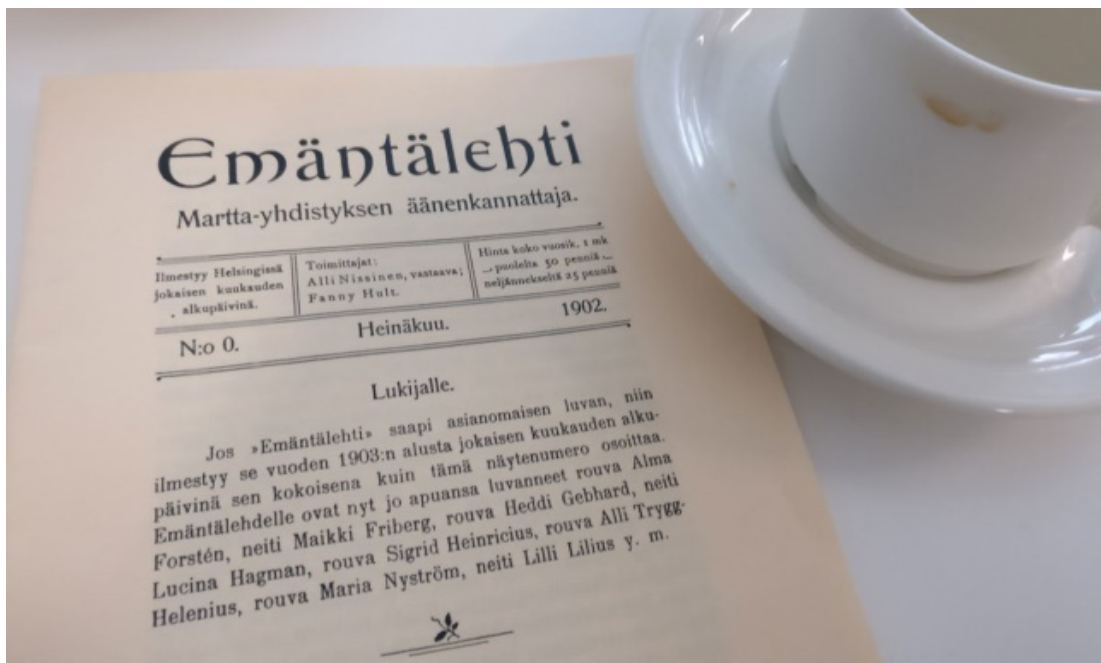 Emäntälehti
Martta-yhdistyksen äänenkannattaja.
Ilmestyy Helsingissä
jokaisen kuukauden
alkupäivinä.
Toimittajat:
Alli Nissinen, vastaava;
Fanny Hult.
Hinta koko vuosik. 1 mk
puolelta 50 penniä
neljännekseltä 25 penniä
N:o 0. Heinäkuu. 1902.
Lukijalle.
Jos »Emäntälehti» saapi asianomaisen luvan, niin
ilmestyy se vuoden 1903:n alusta jokaisen kuukauden alku-
päivinä sen kokoisena kuin tämä näytenumero osoittaa.
Emäntälehdelle ovat nyt jo apuansa luvanneet rouva Alma
Forstén, neiti Maikki Friberg, rouva Heddi Gebhard, neiti
Lucina Hagman, rouva Sigrid Heinricius, rouva Alli Trygg-
Helenius, rouva Maria Nyström, neiti Lilli Lilius y. m.